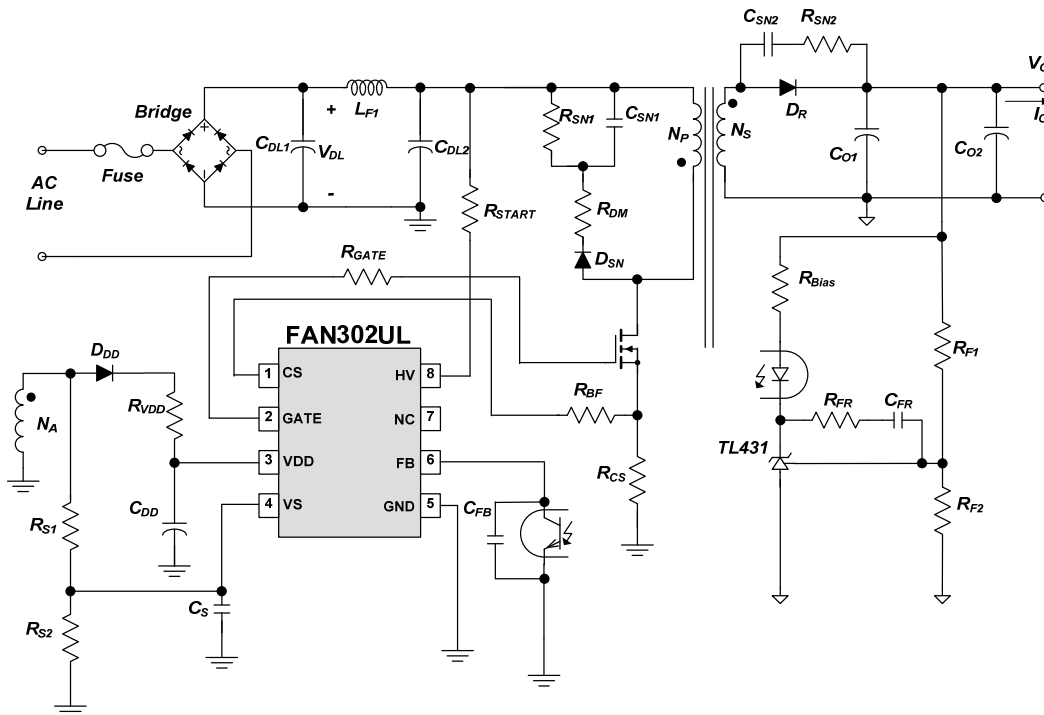 CSN2 RSN2
VO
Bridge
+
LF1
RSN1
CSN1
NP
NS
DR
IO
CDL1
VDL
CDL2
CO1
CO2
Fuse
AC
Line
-
RSTART
RDM
RGATE
DSN
RBias
FAN302UL
DDD
1 CS HV 8
RF1
RVDD
RBF
NA
2 GATE NC 7
RFR CFR
TL431
3 VDD FB 6
RCS
4 VS GND 5
CDD
CFB
RF2
RS1
CS
RS2